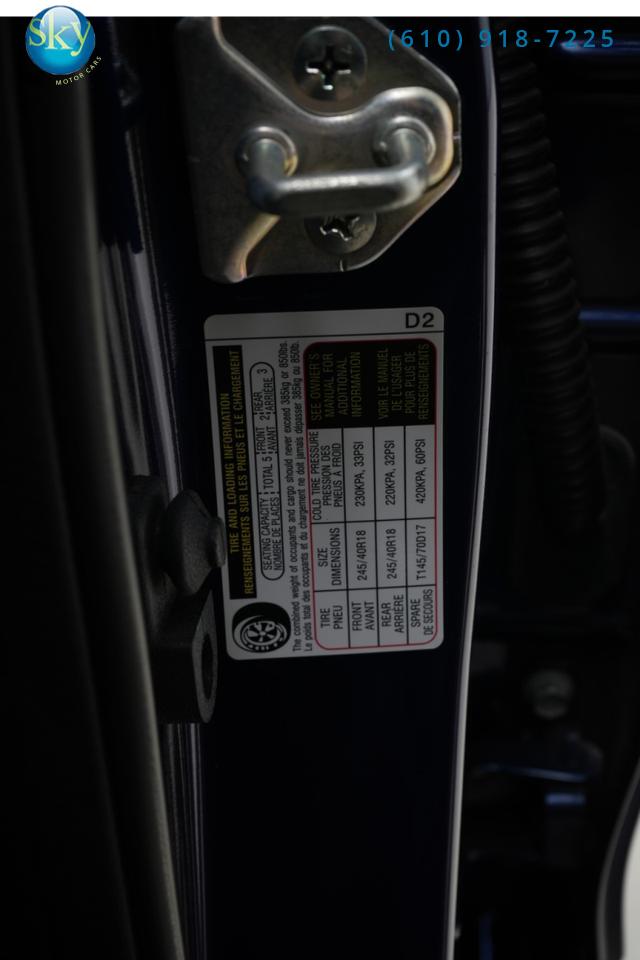 Sky
MOTOR CARS
(610) 918-7225
D2
TIRE AND LOADING INFORMATION
RENSEIGNEMENTS SUR LES PNEUS ET LE CHARGEMENT
SEATING CAPACITY TOTAL 5 FRONT 2 REAR 3
NOMBRE DE PLACES AVANT ARRIÈRE
The combined weight of occupants and cargo should never exceed 385kg or 850lbs.
Le poids total des occupants et du chargement ne doit jamais dépasser 385kg ou 850lb.
TIRE SIZE COLD TIRE PRESSURE SEE OWNER'S
PNEU DIMENSIONS PRESSION DES MANUAL FOR
PNEUS À FROID ADDITIONAL
FRONT 245/40R18 230KPA, 33PSI INFORMATION
AVANT
REAR 245/40R18 220KPA, 32PSI VOIR LE MANUEL
ARRIÈRE DE L'USAGER
SPARE T145/70D17 420KPA, 60PSI POUR PLUS DE
DE SECOURS RENSEIGNEMENTS